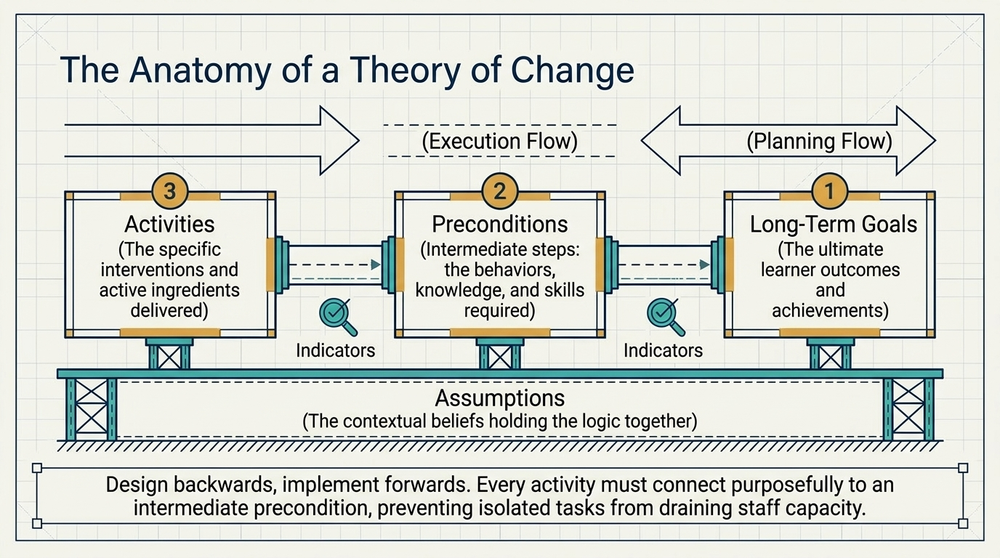 The Anatomy of a Theory of Change
(Execution Flow)
(Planning Flow)
3
Activities
(The specific
interventions and
active ingredients
delivered)
2
Preconditions
(Intermediate steps:
the behaviors,
knowledge, and skills
required)
1
Long-Term Goals
(The ultimate
learner outcomes
and
achievements)
Indicators
Indicators
Assumptions
(The contextual beliefs holding the logic together)
Design backwards, implement forwards. Every activity must connect purposefully to an
intermediate precondition, preventing isolated tasks from draining staff capacity.